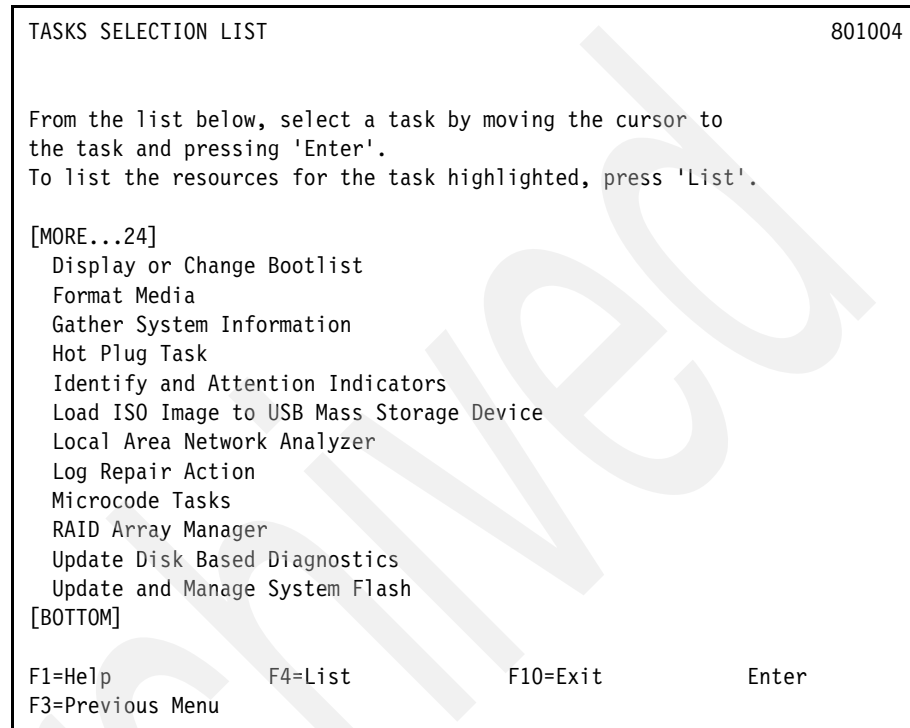 TASKS SELECTION LIST 801004
From the list below, select a task by moving the cursor to
the task and pressing 'Enter'.
To list the resources for the task highlighted, press 'List'.
[MORE...24]
Display or Change Bootlist
Format Media
Gather System Information
Hot Plug Task
Identify and Attention Indicators
Load ISO Image to USB Mass Storage Device
Local Area Network Analyzer
Log Repair Action
Microcode Tasks
RAID Array Manager
Update Disk Based Diagnostics
Update and Manage System Flash
[BOTTOM]
F1=Help F4=List F10=Exit Enter
F3=Previous Menu